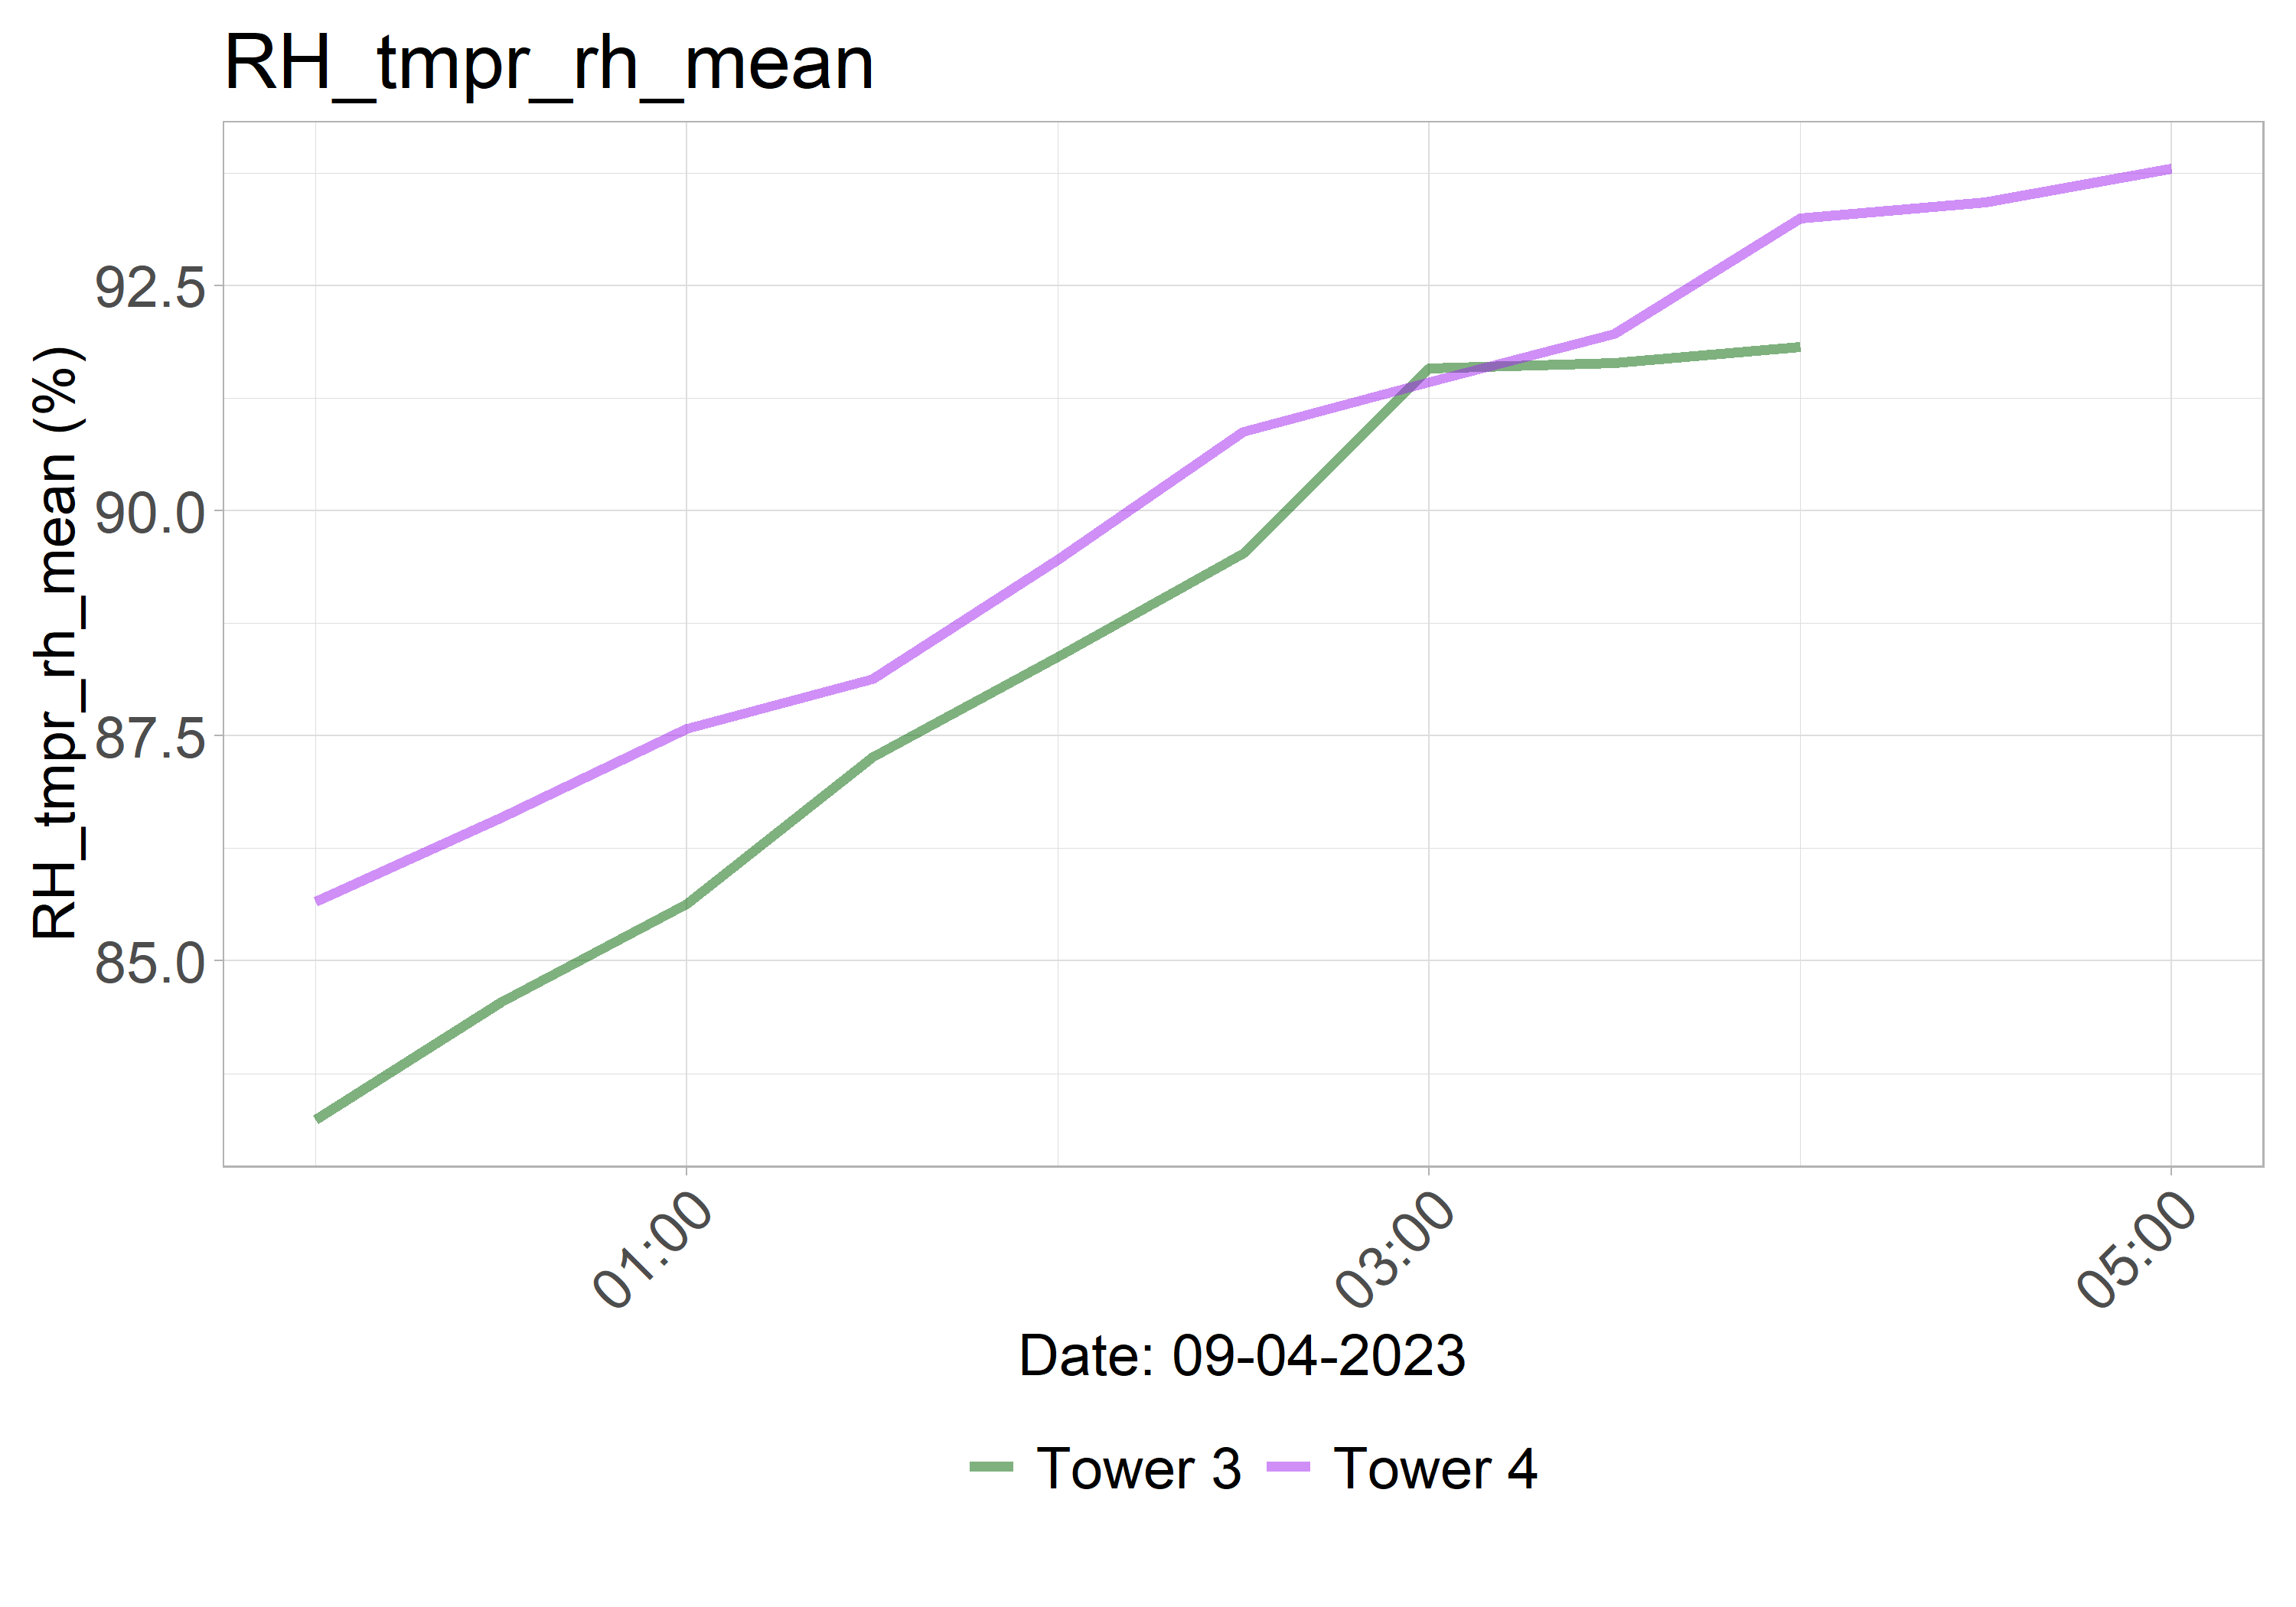 RH_tmpr_rh_mean
RH_tmpr_rh_mean (%)
92.5
90.0
87.5
85.0
01:00
03:00
05:00
Date: 09-04-2023
Tower 3
Tower 4